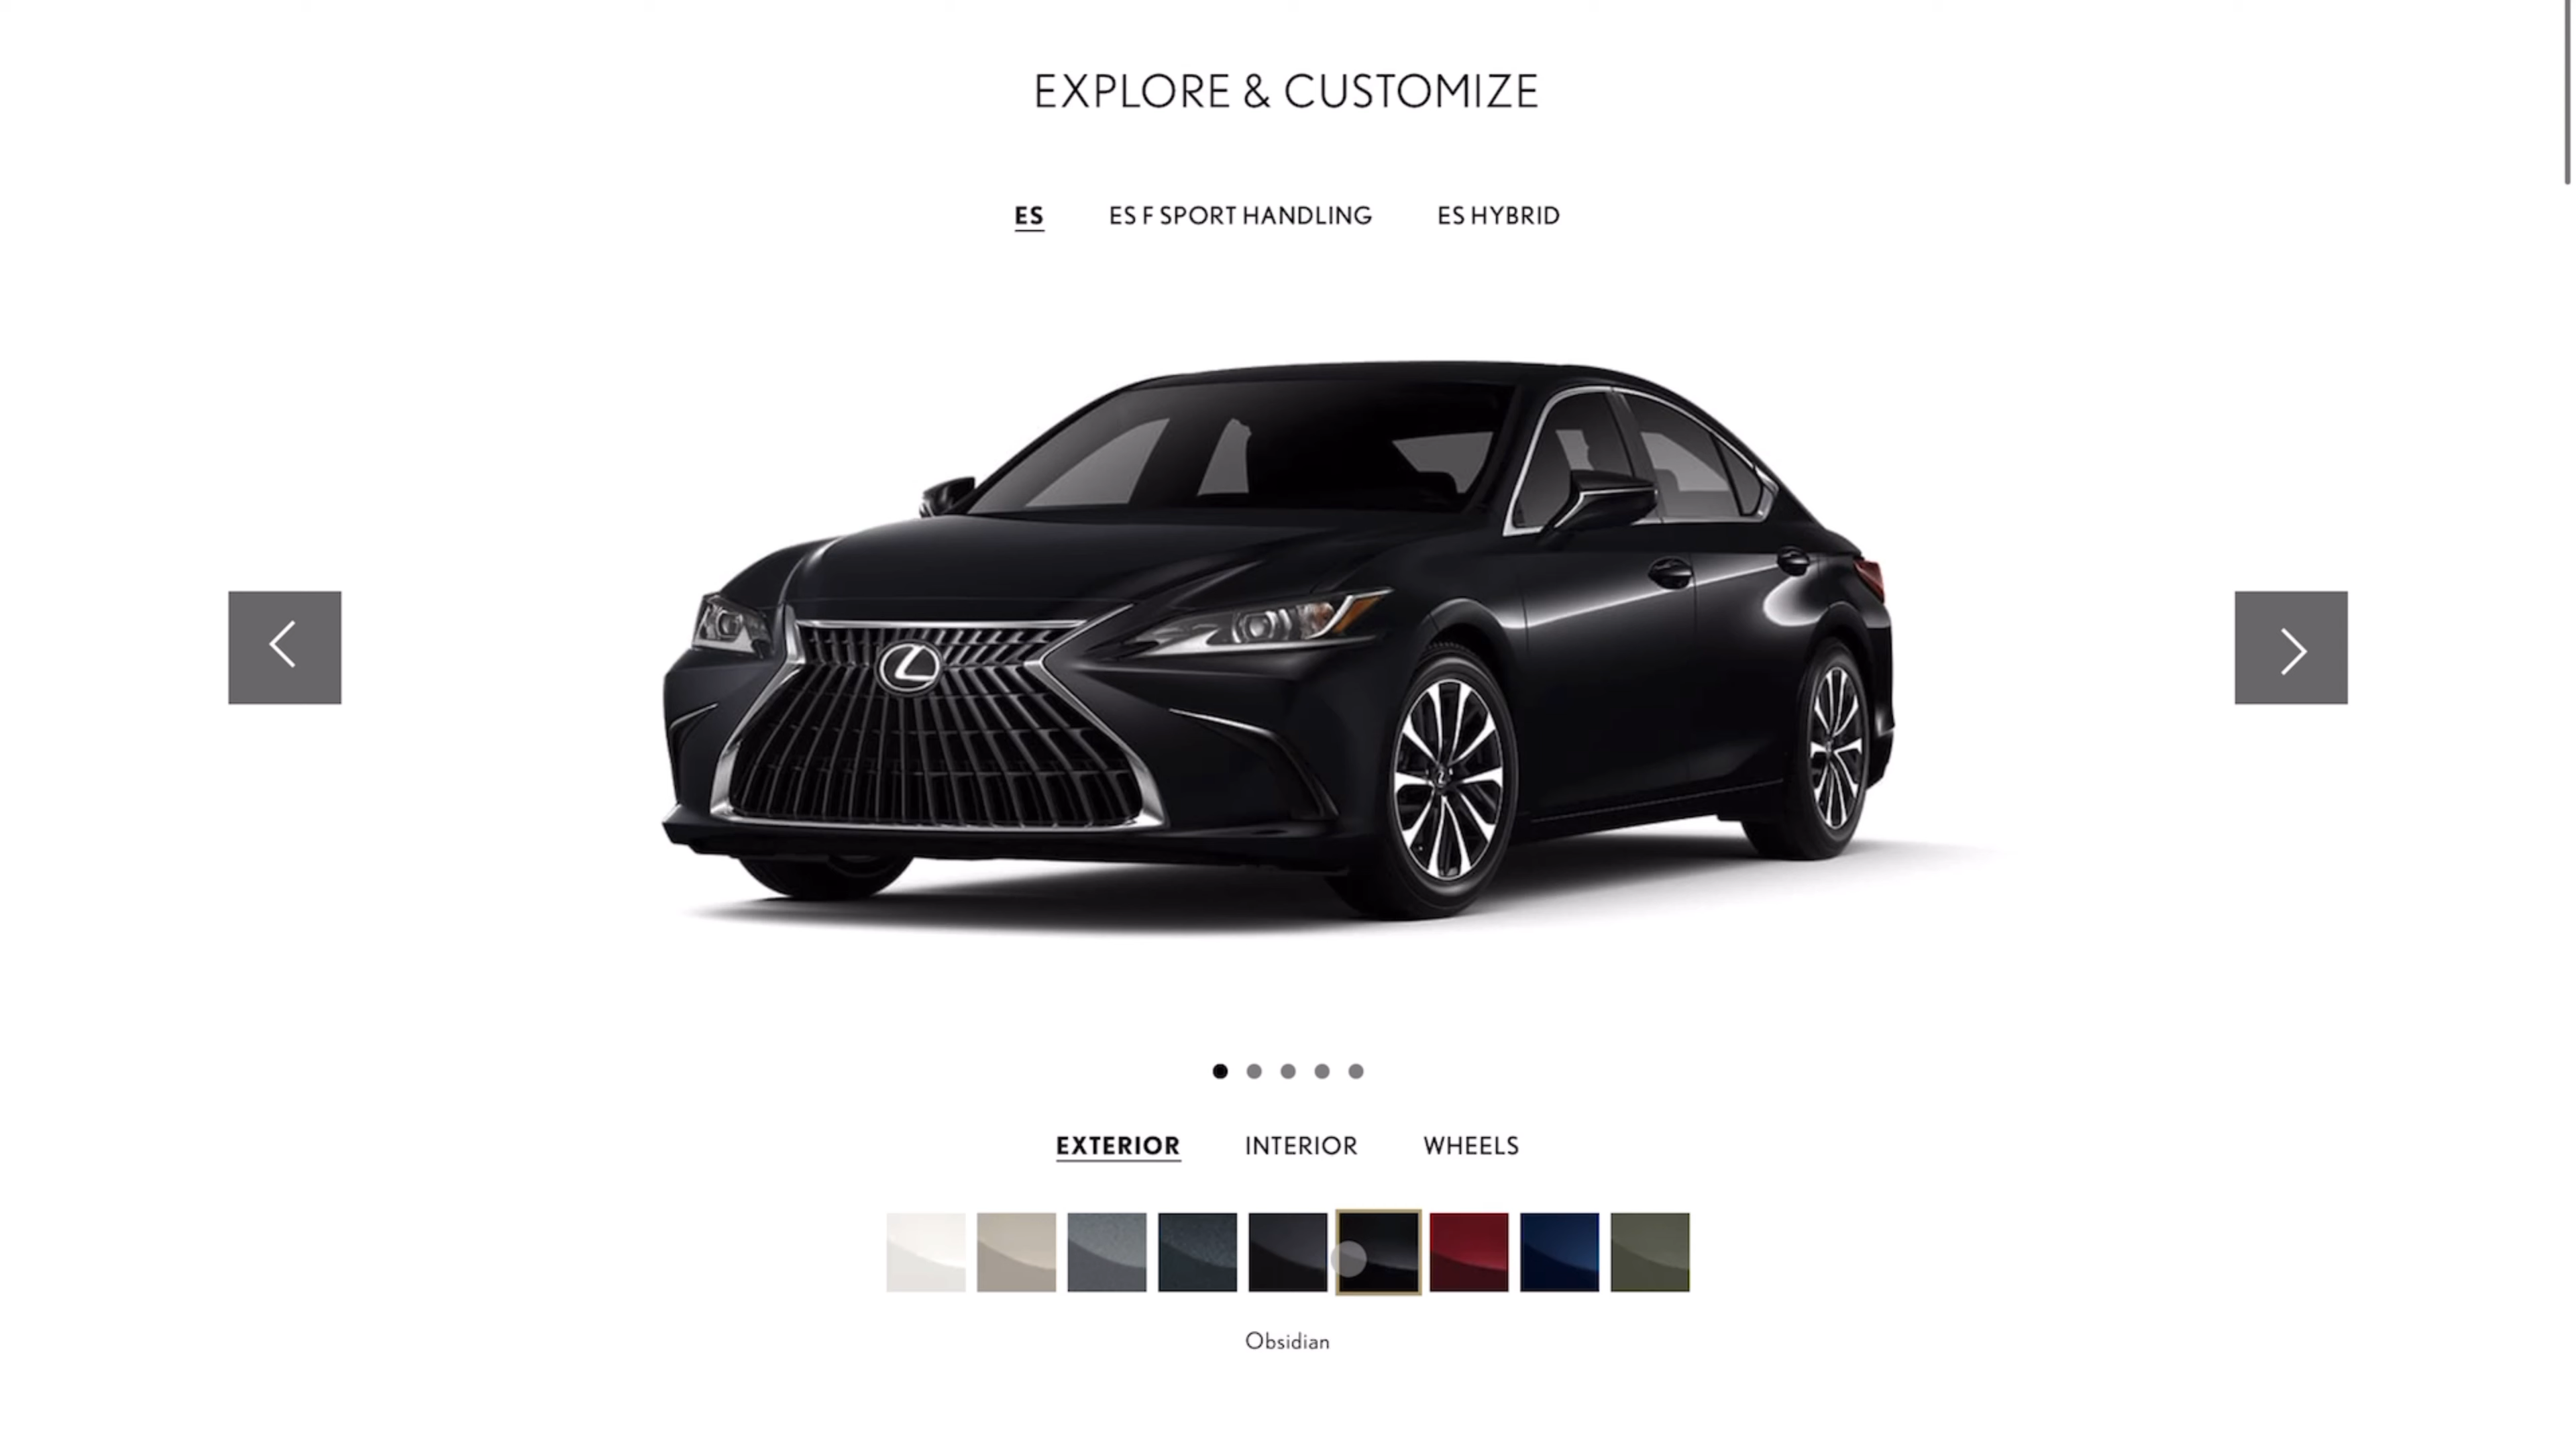 EXPLORE & CUSTOMIZE
ES ES F SPORT HANDLING ES HYBRID
EXTERIOR INTERIOR WHEELS
Obsidian